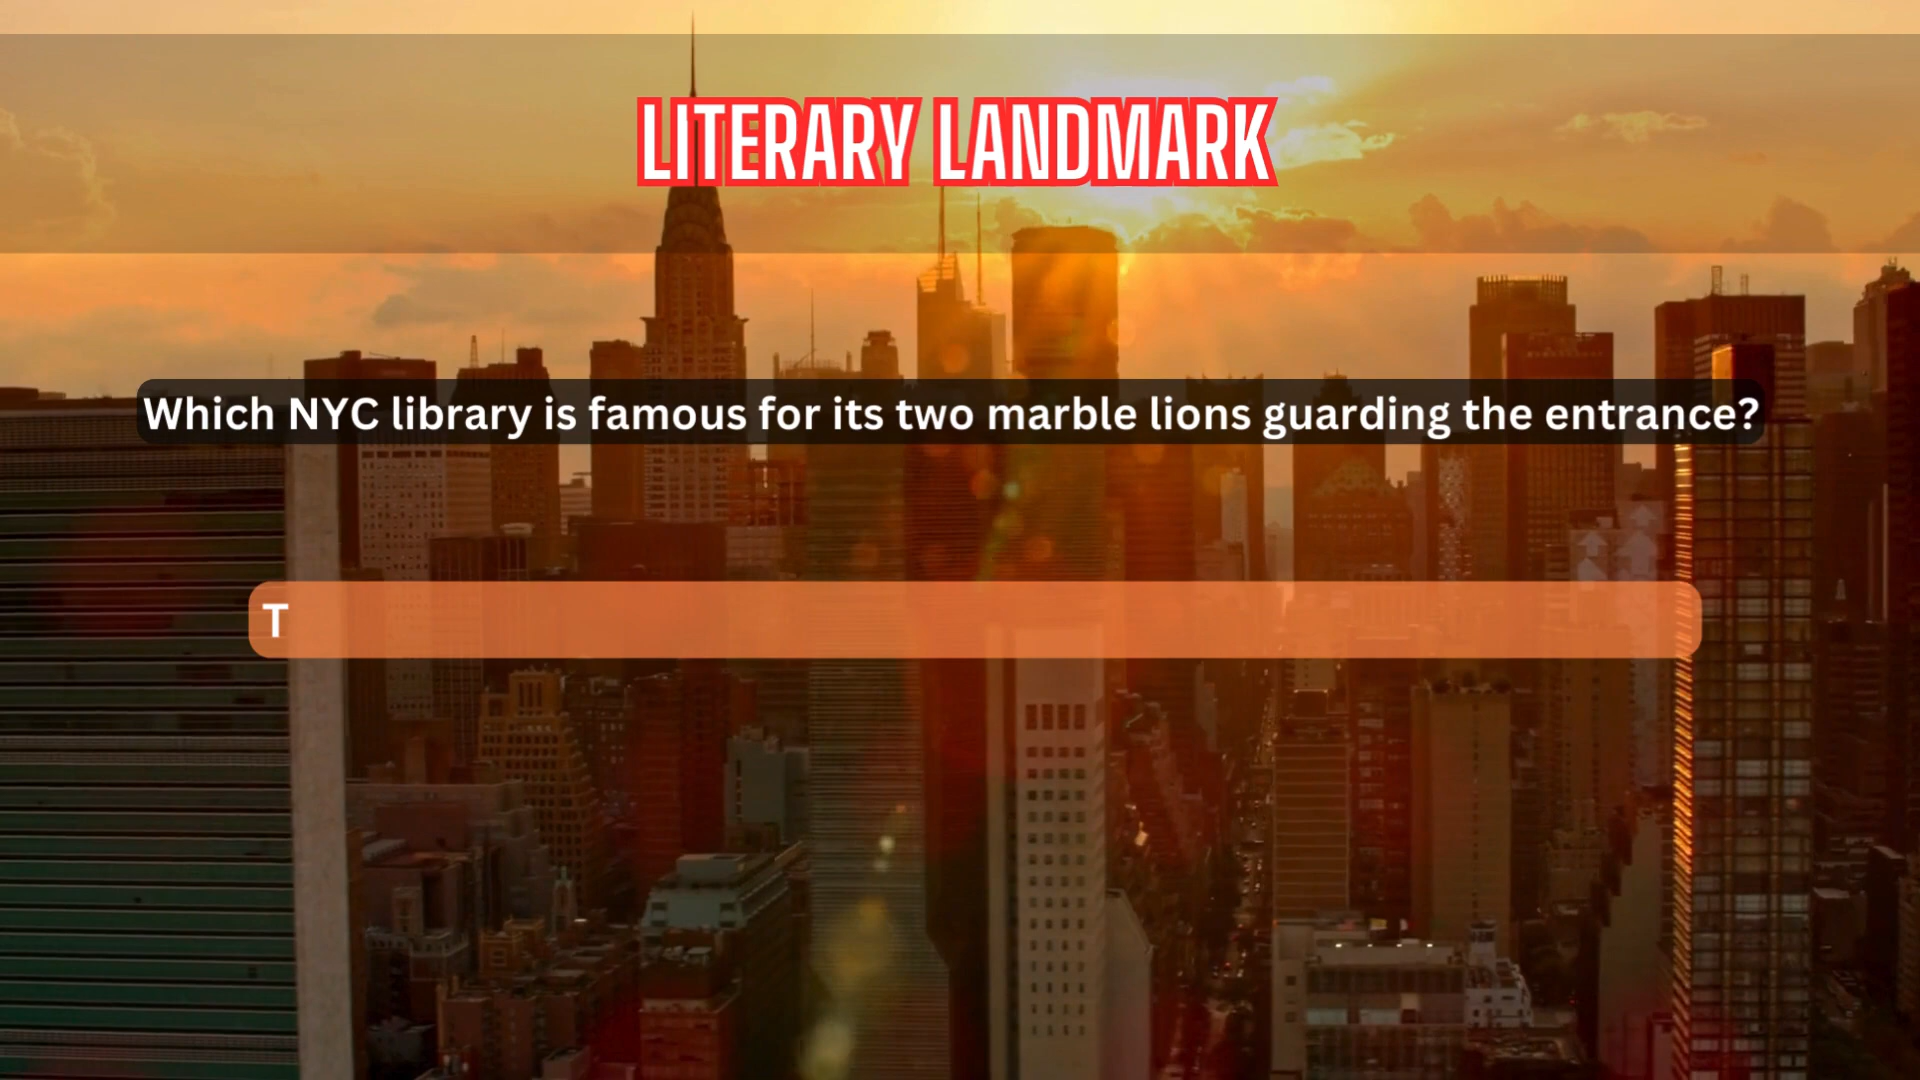 LITERARY LANDMARK
Which NYC library is famous for its two marble lions guarding the entrance?
T